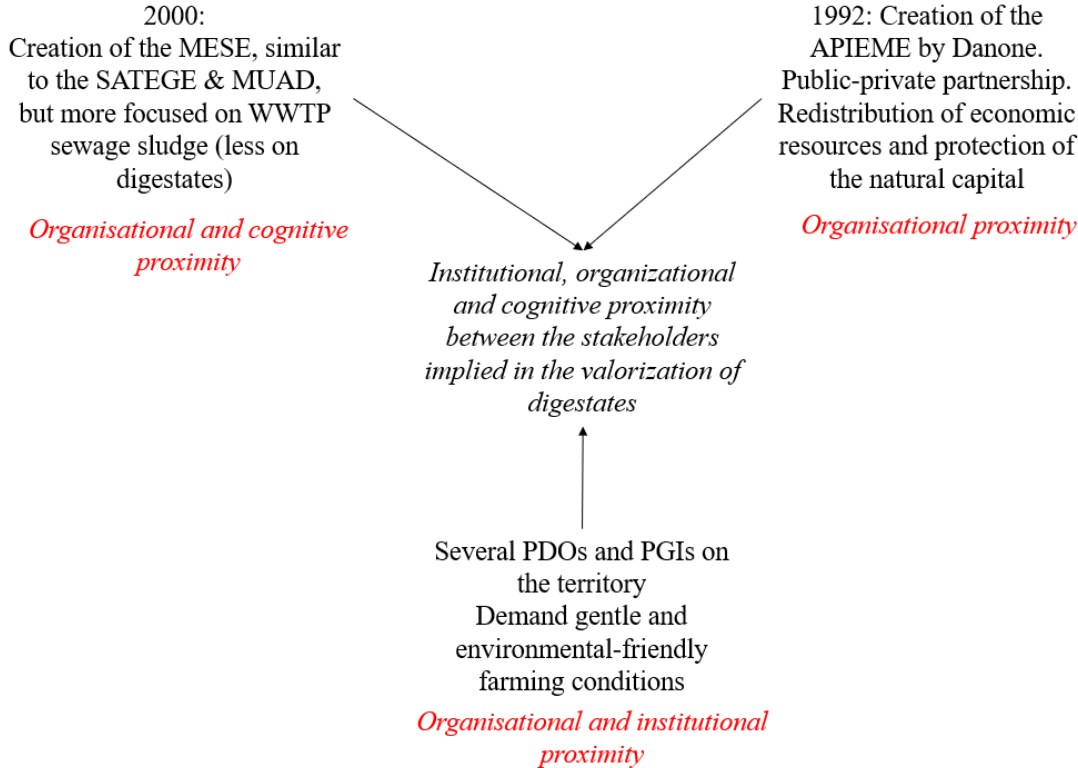 2000:
Creation of the MESE, similar
to the SATEGE & MUAD,
but more focused on WWTP
sewage sludge (less on
digestates)
Organisational and cognitive
proximity
1992: Creation of the
APIEME by Danone.
Public-private partnership.
Redistribution of economic
resources and protection of
the natural capital
Organisational proximity
Institutional, organizational
and cognitive proximity
between the stakeholders
implied in the valorization of
digestates
Several PDOs and PGIs on
the territory
Demand gentle and
environmental-friendly
farming conditions
Organisational and institutional
proximity